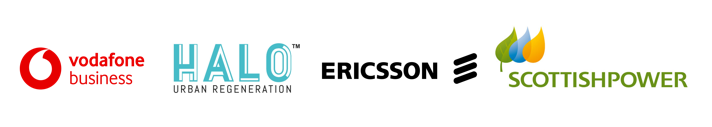 vodafone
business
HALO™
URBAN REGENERATION
ERICSSON
SCOTTISHPOWER